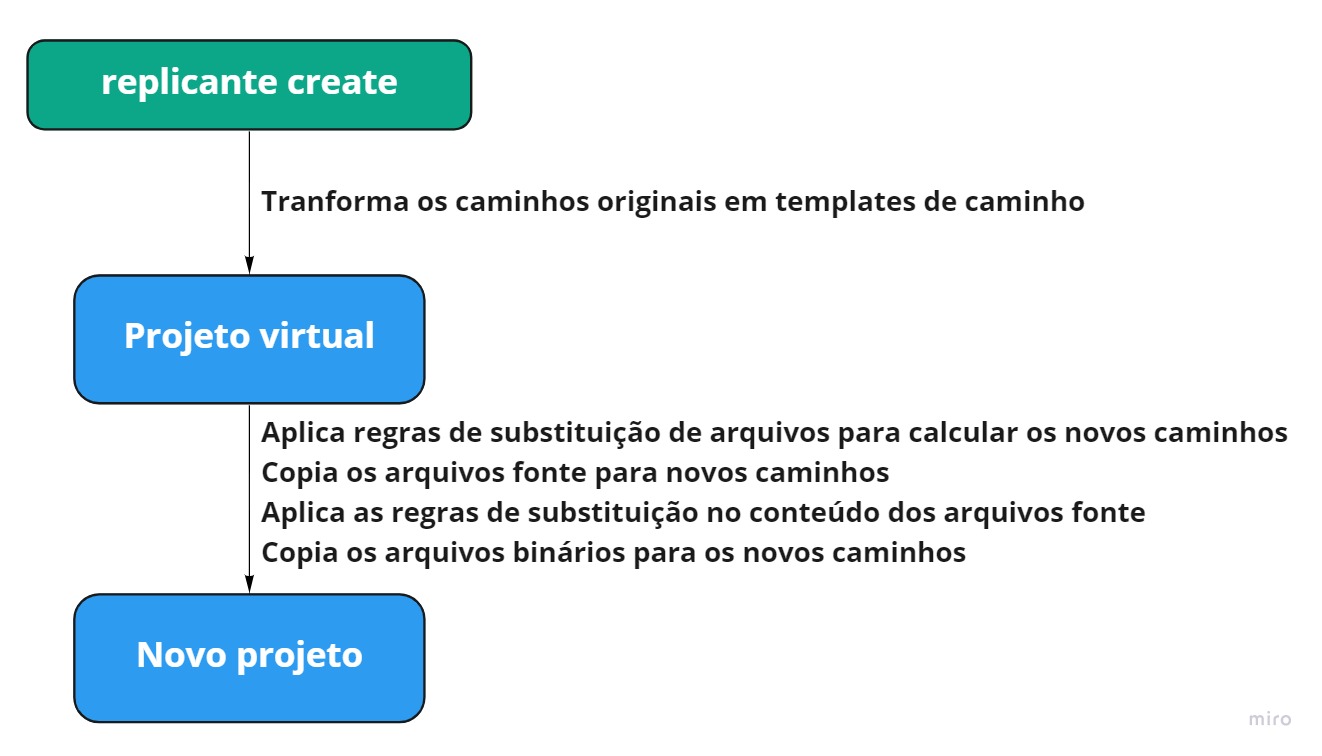 replicante create
Tranforma os caminhos originais em templates de caminho
Projeto virtual
Aplica regras de substituição de arquivos para calcular os novos caminhos
Copia os arquivos fonte para novos caminhos
Aplica as regras de substituição no conteúdo dos arquivos fonte
Copia os arquivos binários para os novos caminhos
Novo projeto
miro